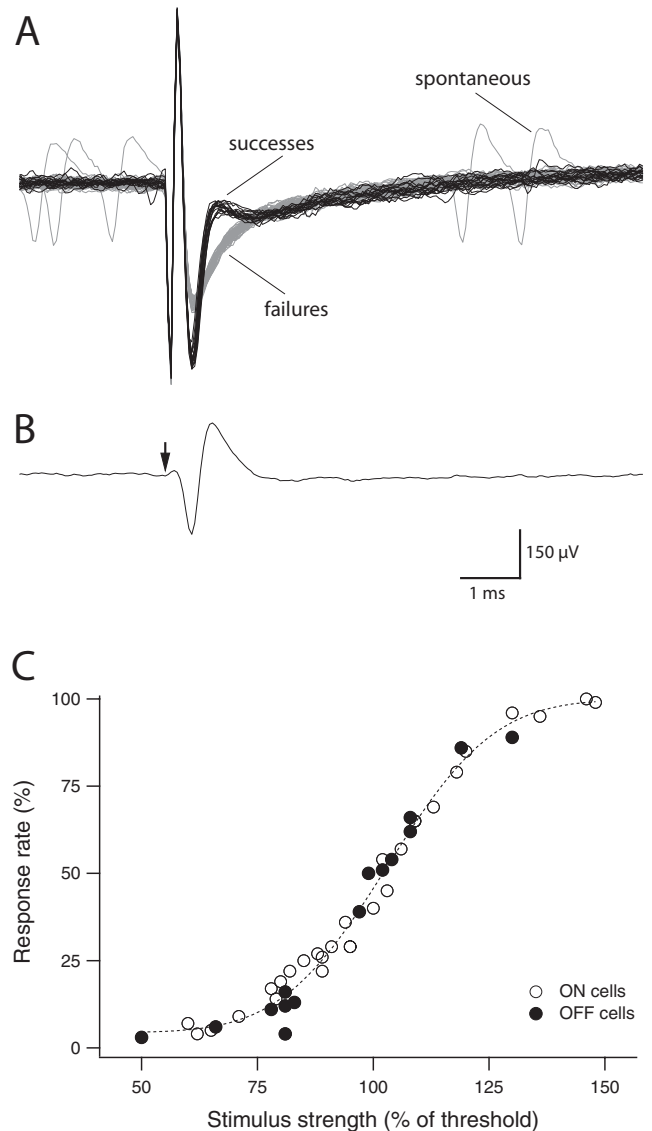 A
spontaneous
successes
failures
B
150 μV
1 ms
C
100
75
50
25
0
Response rate (%)
ON cells
OFF cells
50 75 100 125 150
Stimulus strength (% of threshold)